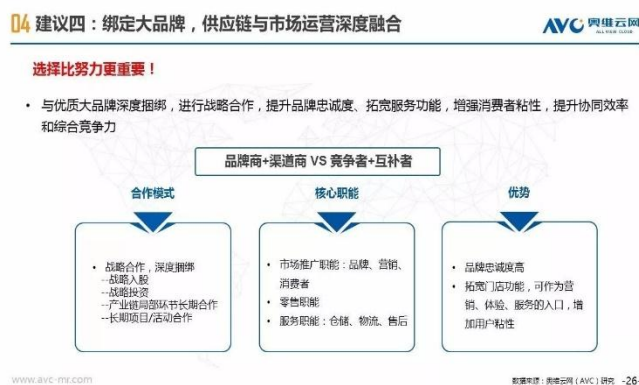 04 建议四：绑定大品牌，供应链与市场运营深度融合
AVC 奥维云网
ALL VIEW CLOUD
选择比努力更重要！
• 与优质大品牌深度捆绑，进行战略合作，提升品牌忠诚度、拓宽服务功能，增强消费者粘性，提升协同效率
和综合竞争力
品牌商+渠道商 VS 竞争者+互补者
合作模式
• 战略合作，深度捆绑
--战略入股
--战略投资
--产业链局部环节长期合作
--长期项目/活动合作
核心职能
• 市场推广职能：品牌、营销、
消费者
• 零售职能
• 服务职能：仓储、物流、售后
优势
• 品牌忠诚度高
• 拓宽门店功能，可作为营
销、体验、服务的入口，增
加用户粘性
www.avc-mr.com
数据来源：奥维云网（AVC）研究
-26